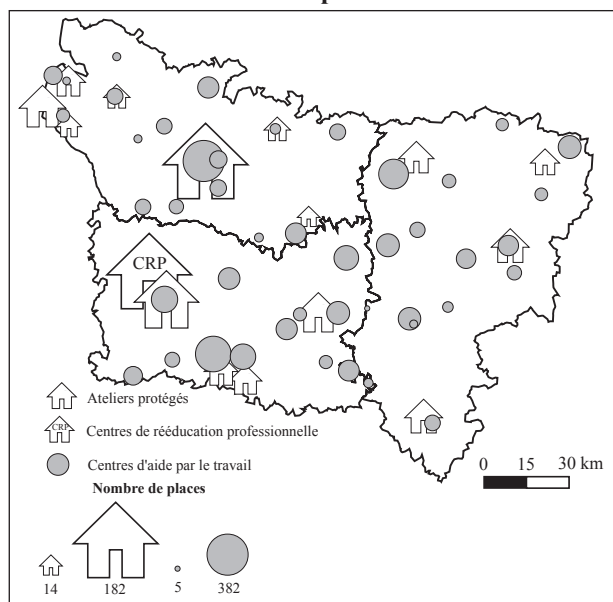 CRP
Ateliers protégés
CRP
Centres de rééducation professionnelle
Centres d'aide par le travail
0 15 30 km
Nombre de places
14 182 5 382